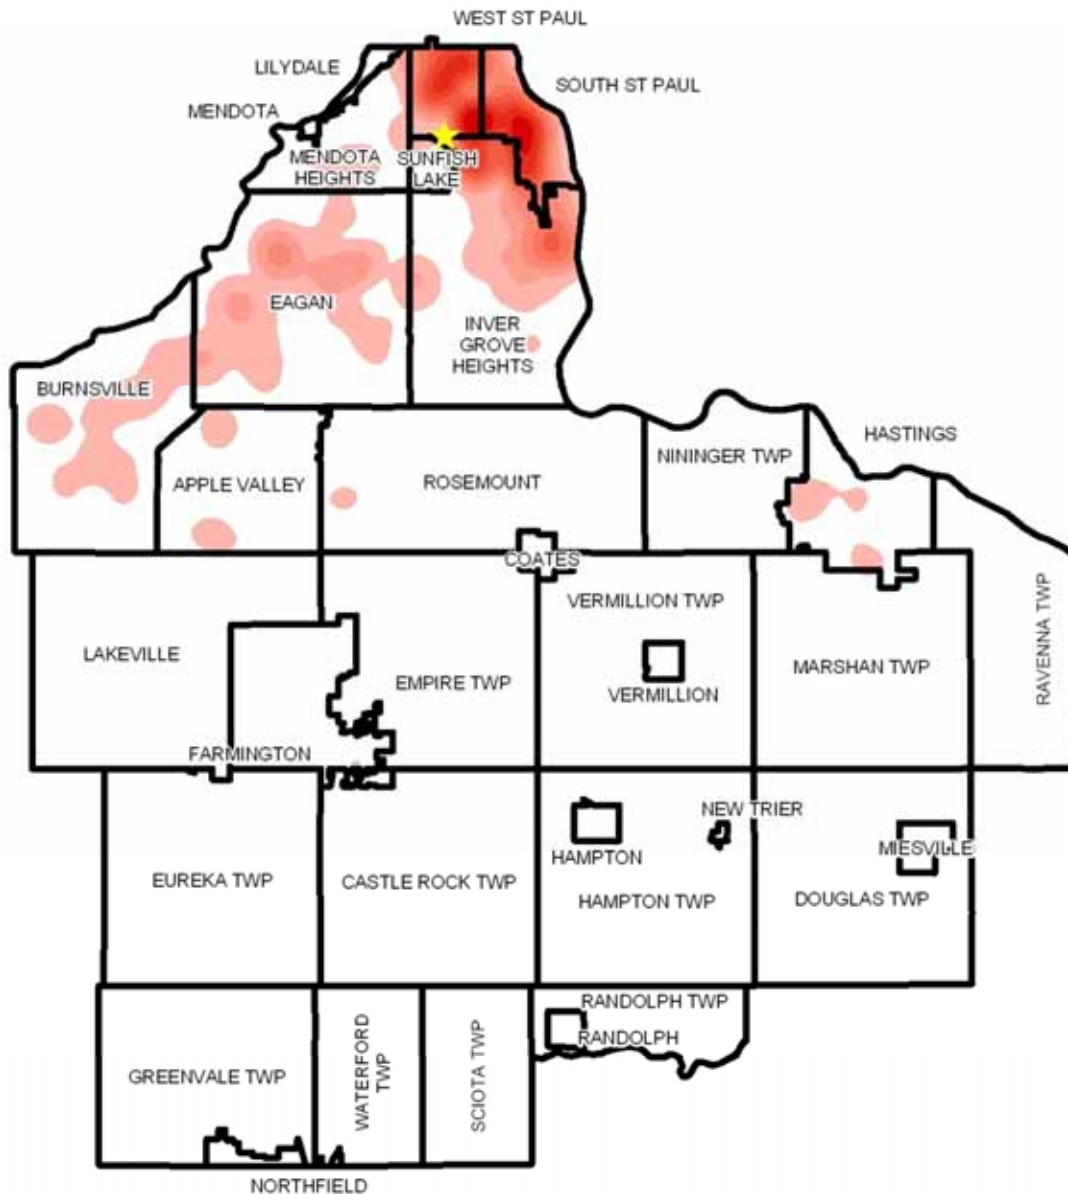 WEST ST PAUL
LILYDALE
SOUTH ST PAUL
MENDOTA
MENDOTA
HEIGHTS
SUNFISH
LAKE
EAGAN
INVER
GROVE
HEIGHTS
BURNSVILLE
HASTINGS
NININGER TWP
APPLE VALLEY
ROSEMOUNT
COATES
VERMILLION TWP
RAVENNA TWP
LAKEVILLE
EMPIRE TWP
MARSHAN TWP
VERMILLION
FARMINGTON
NEW TRIER
HAMPTON
MIESVILLE
EUREKA TWP
CASTLE ROCK TWP
HAMPTON TWP
DOUGLAS TWP
RANDOLPH TWP
RANDOLPH
GREENVALE TWP
WATERFORD
TWP
SCIOTA TWP
NORTHFIELD